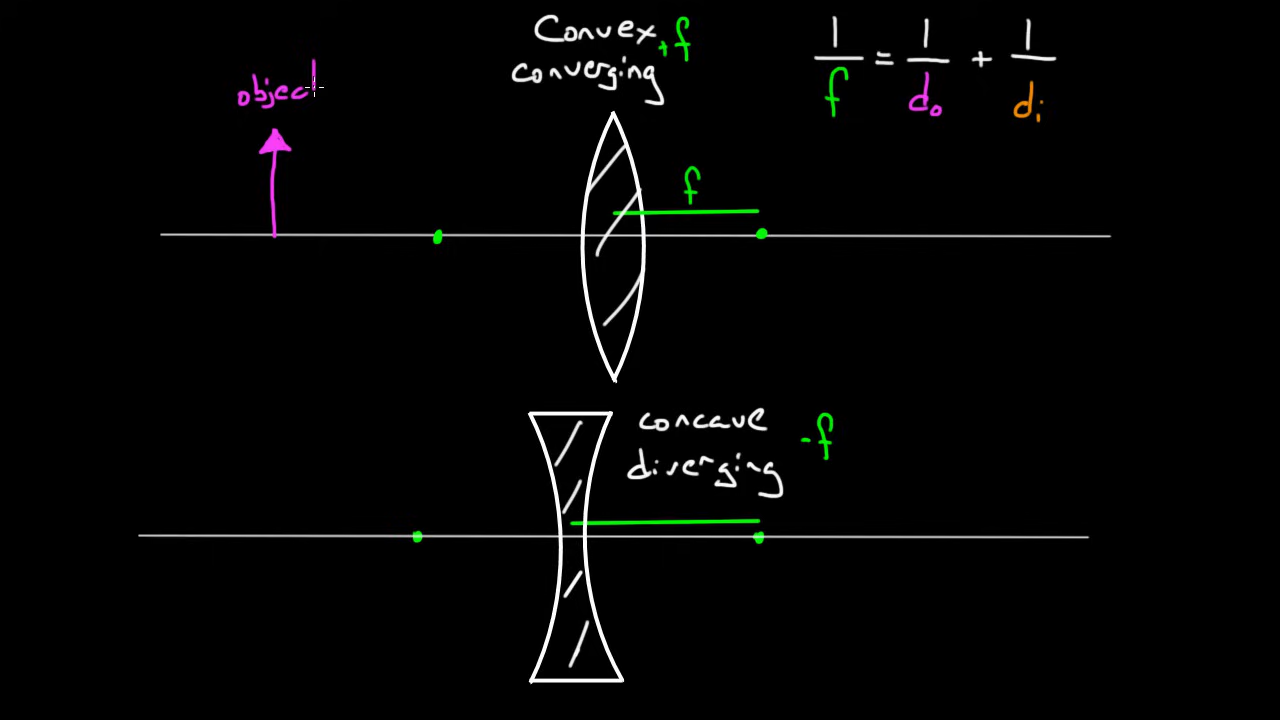 Convex +f
converging
1/f = 1/do + 1/di
object
f
concave
diverging
-f